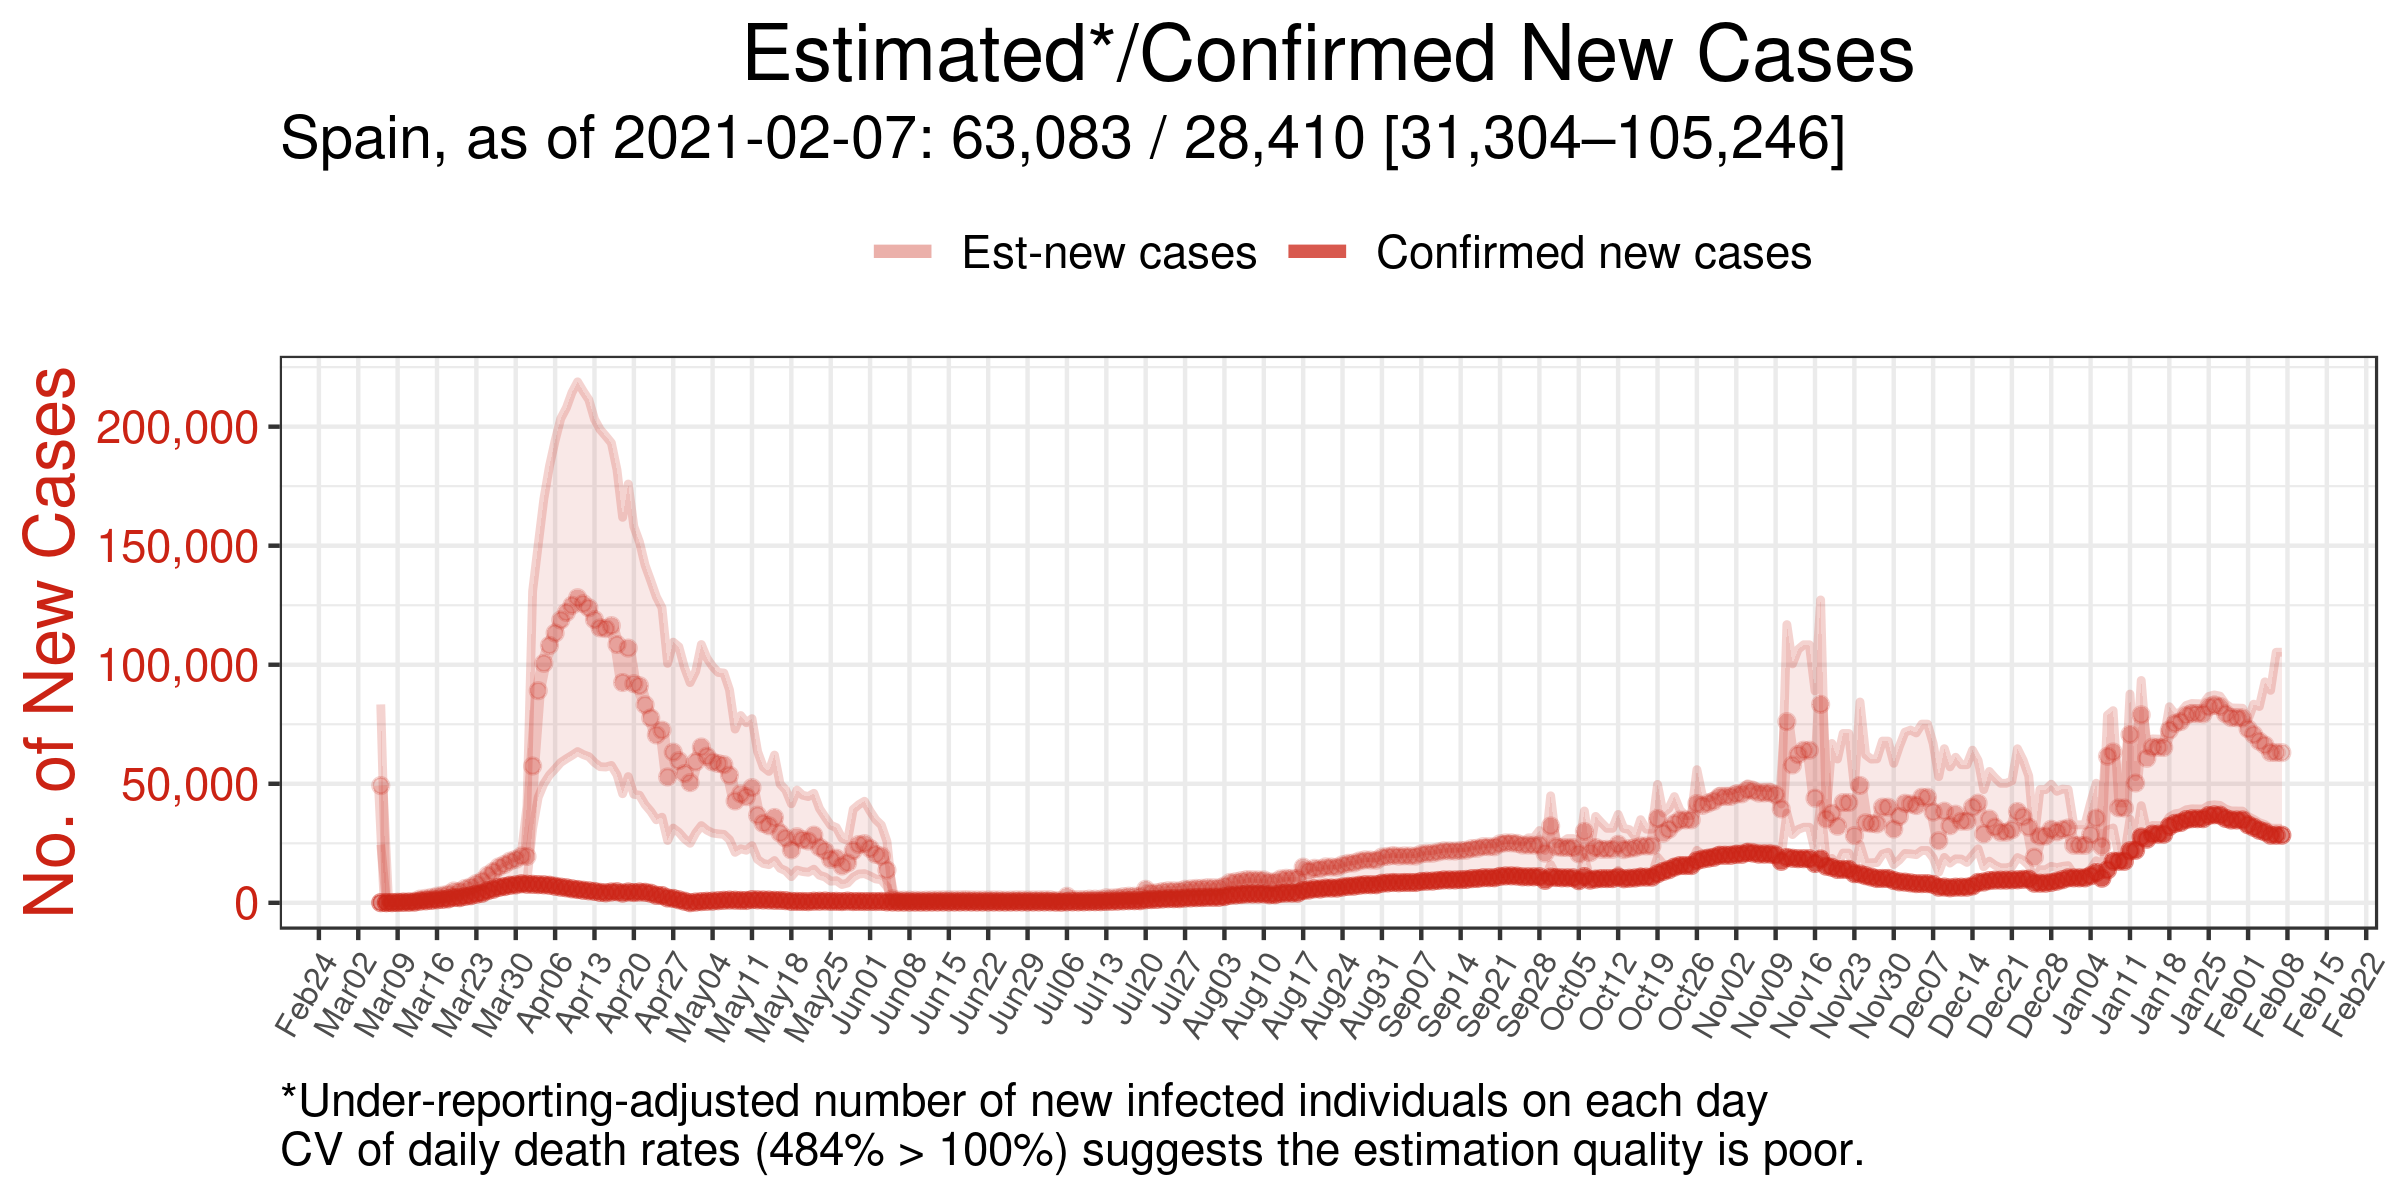 Estimated*/Confirmed New Cases
Spain, as of 2021-02-07: 63,083 / 28,410 [31,304–105,246]
Est-new cases
Confirmed new cases
No. of New Cases
200,000
150,000
100,000
50,000
0
Feb24
Mar02
Mar09
Mar16
Mar23
Mar30
Apr06
Apr13
Apr20
Apr27
May04
May11
May18
May25
Jun01
Jun08
Jun15
Jun22
Jun29
Jul06
Jul13
Jul20
Jul27
Aug03
Aug10
Aug17
Aug24
Aug31
Sep07
Sep14
Sep21
Sep28
Oct05
Oct12
Oct19
Oct26
Nov02
Nov09
Nov16
Nov23
Nov30
Dec07
Dec14
Dec21
Dec28
Jan04
Jan11
Jan18
Jan25
Feb01
Feb08
Feb15
Feb22
*Under-reporting-adjusted number of new infected individuals on each day
CV of daily death rates (484% > 100%) suggests the estimation quality is poor.